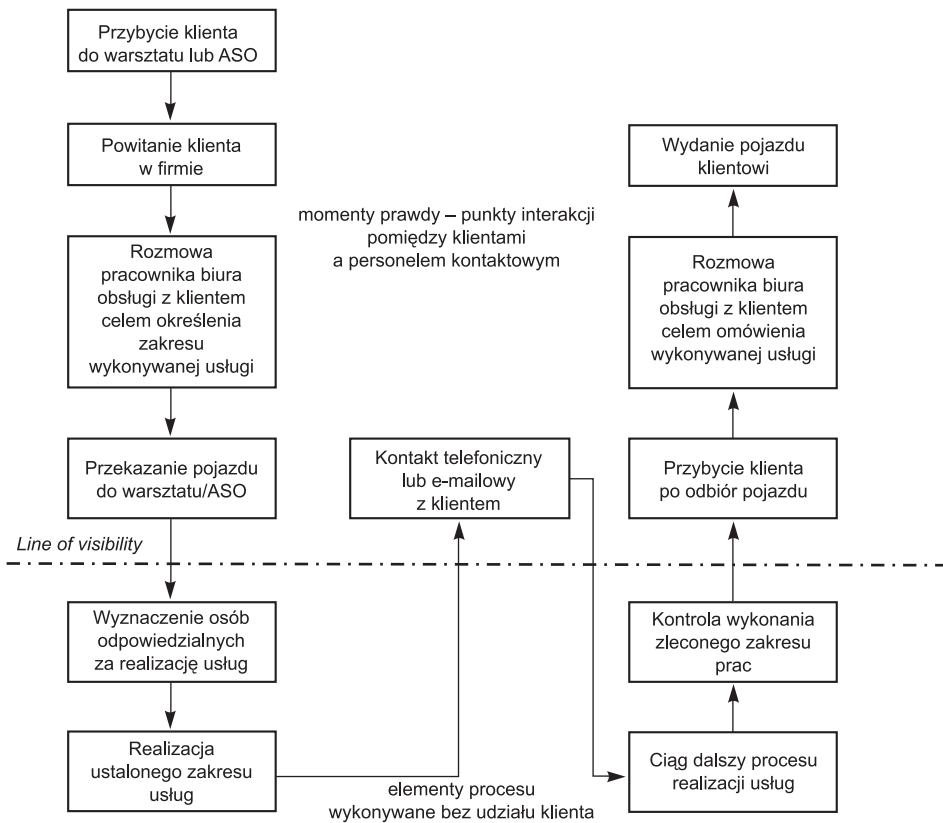 Przybycie klienta
do warsztatu lub ASO
Powitanie klienta
w firmie
Rozmowa
pracownika biura
obsługi z klientem
celem określenia
zakresu
wykonywanej usługi
Przekazanie pojazdu
do warsztatu/ASO
Line of visibility
Wyznaczenie osób
odpowiedzialnych
za realizację usług
Realizacja
ustalonego zakresu
usług
momenty prawdy – punkty interakcji
pomiędzy klientami
a personelem kontaktowym
Kontakt telefoniczny
lub e-mailowy
z klientem
elementy procesu
wykonywane bez udziału klienta
Wydanie pojazdu
klientowi
Rozmowa
pracownika biura
obsługi z klientem
celem omówienia
wykonywanej usługi
Przybycie klienta
po odbiór pojazdu
Kontrola wykonania
zleconego zakresu
prac
Ciąg dalszy procesu
realizacji usług